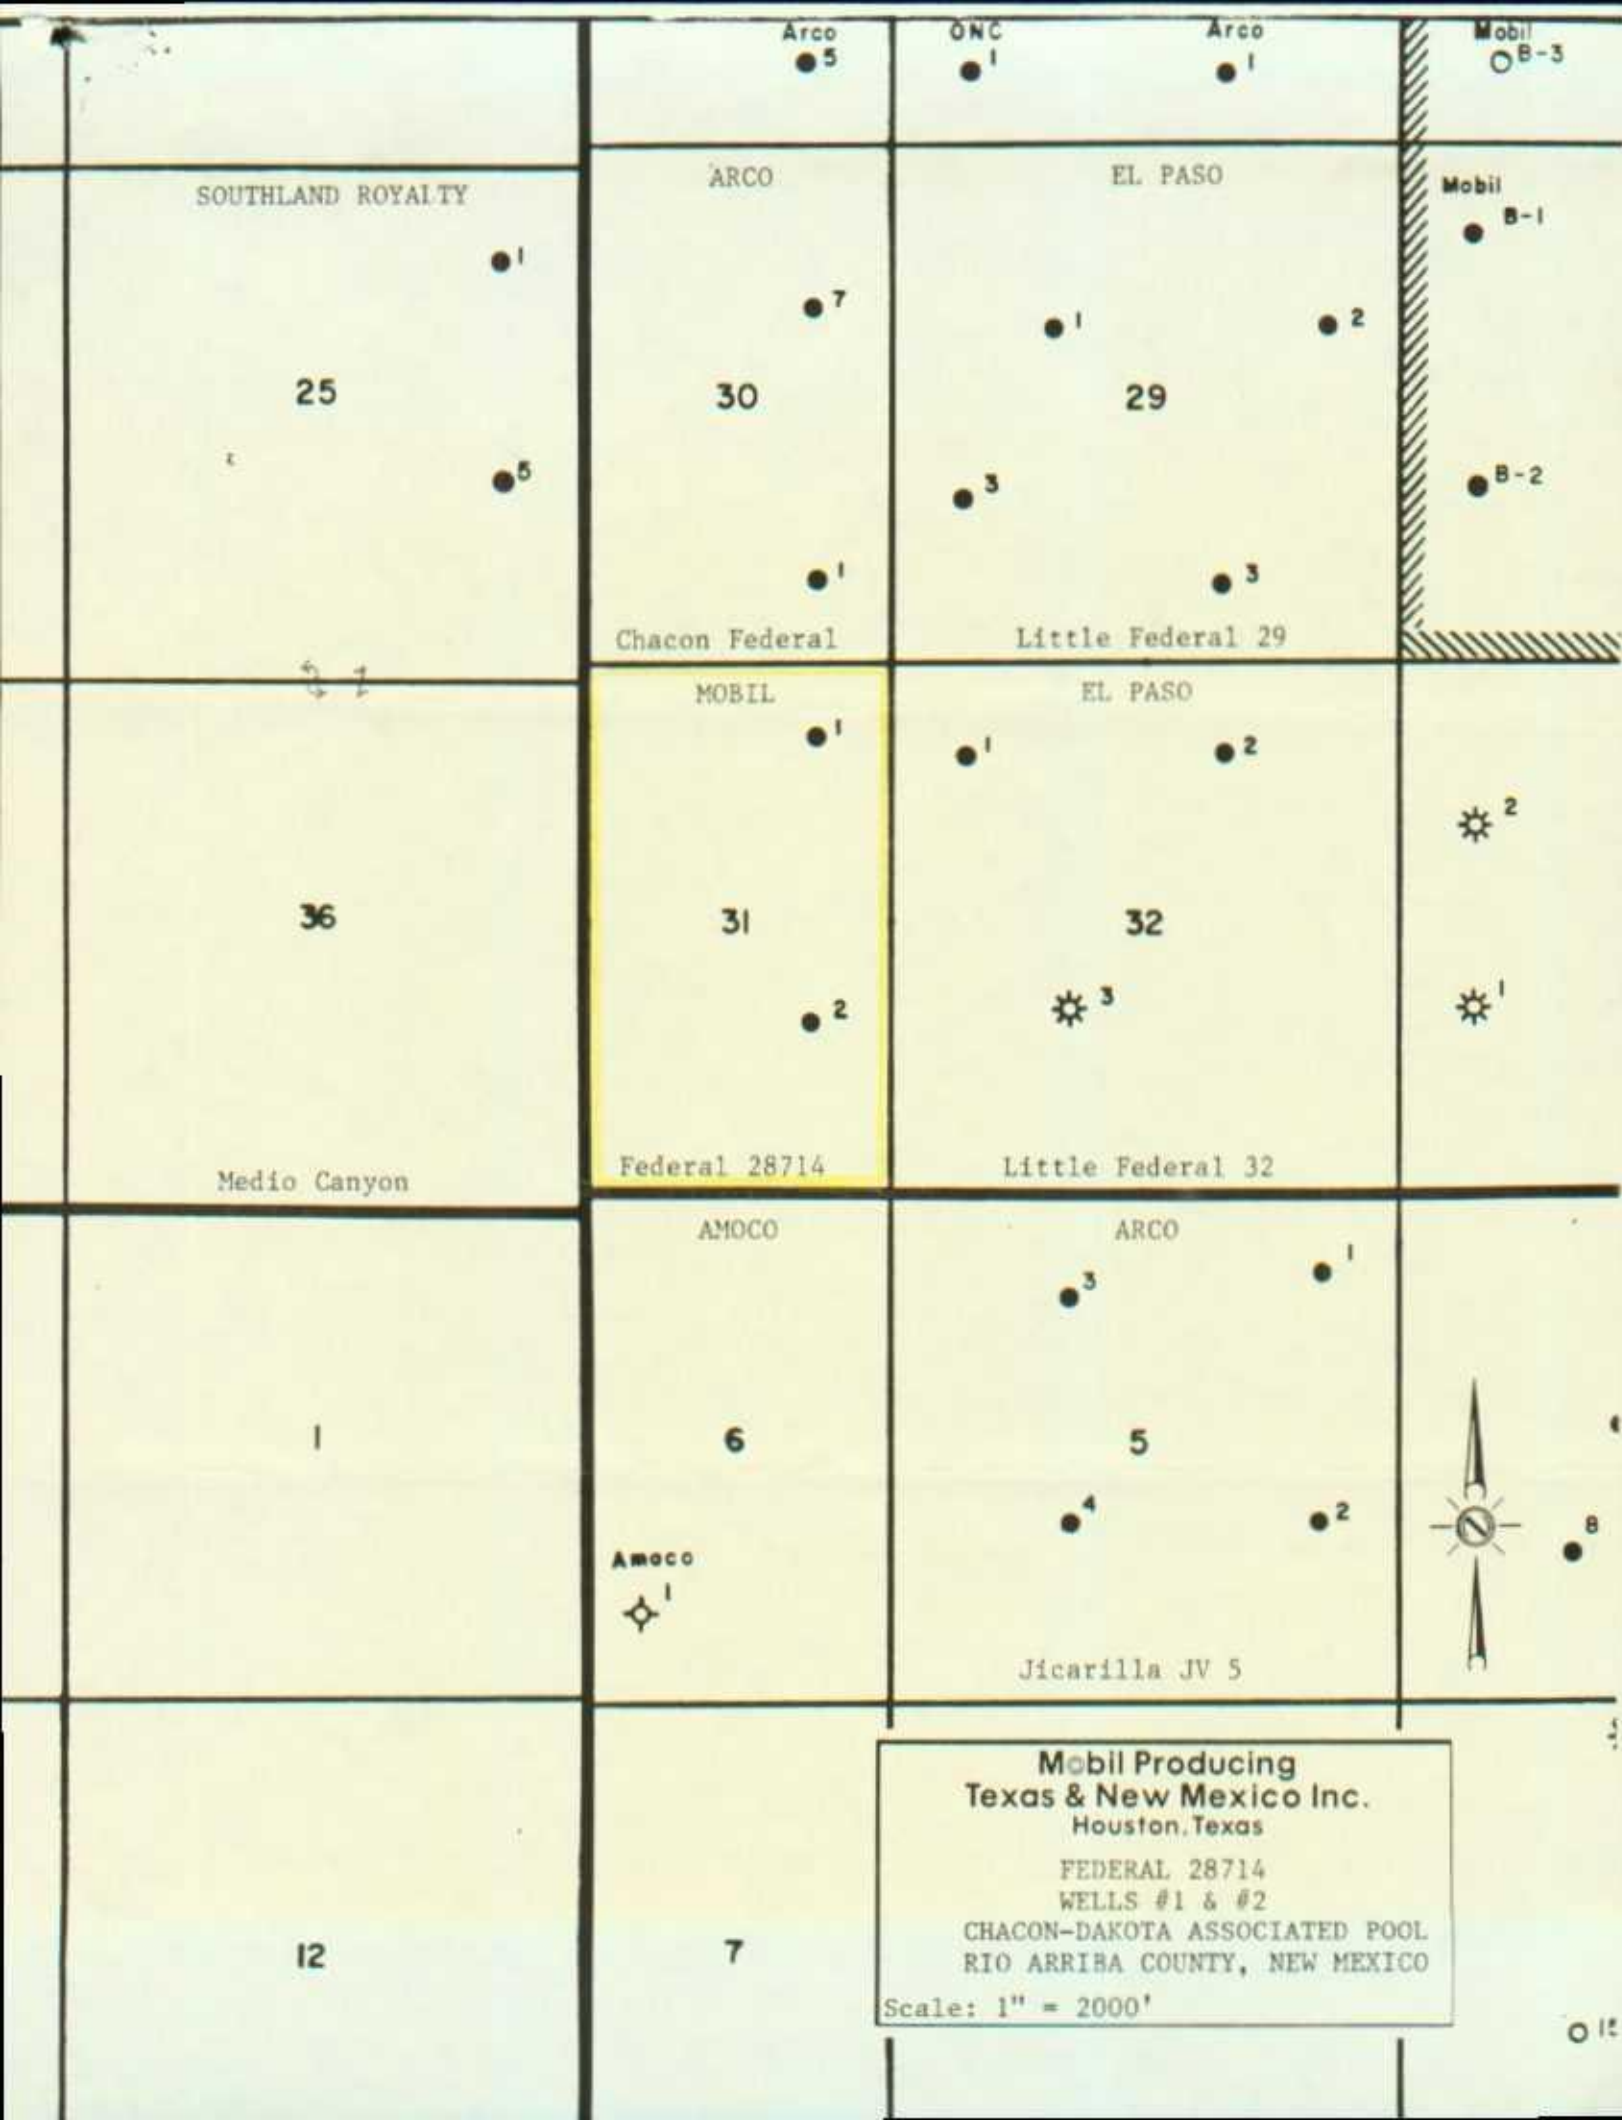 Arco
5
ONC
1
Arco
1
Mobil
B-3
SOUTHLAND ROYALTY
1
25
5
ARCO
7
30
1
Chacon Federal
EL PASO
1
2
29
3
3
Little Federal 29
Mobil
B-1
B-2
36
Medio Canyon
MOBIL
1
31
2
Federal 28714
EL PASO
1
2
32
3
Little Federal 32
2
1
1
AMOCO
6
Amoco
1
ARCO
3
1
5
4
2
Jicarilla JV 5
8
12
7
Mobil Producing
Texas & New Mexico Inc.
Houston, Texas
FEDERAL 28714
WELLS #1 & #2
CHACON-DAKOTA ASSOCIATED POOL
RIO ARRIBA COUNTY, NEW MEXICO
Scale: 1" = 2000'